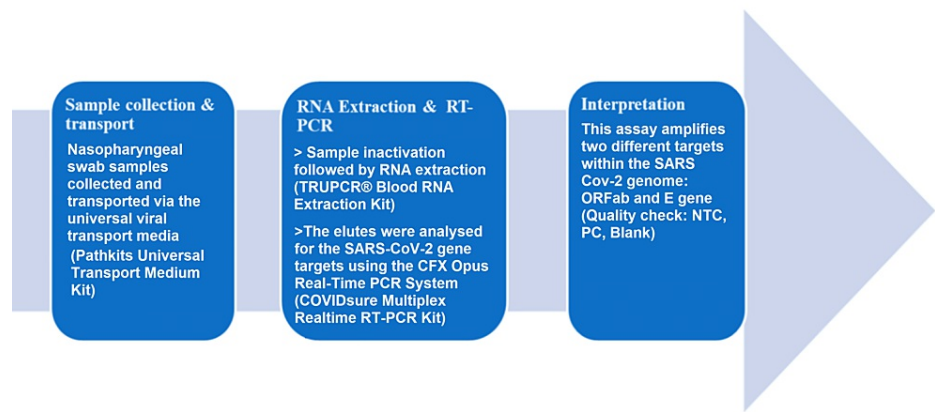 Sample collection &
transport
Nasopharyngeal
swab samples
collected and
transported via the
universal viral
transport media
(Pathkits Universal
Transport Medium
Kit)
RNA Extraction & RT-
PCR
> Sample inactivation
followed by RNA extraction
(TRUPCR® Blood RNA
Extraction Kit)
>The elutes were analysed
for the SARS-CoV-2 gene
targets using the CFX Opus
Real-Time PCR System
(COVIDsure Multiplex
Realtime RT-PCR Kit)
Interpretation
This assay amplifies
two different targets
within the SARS
Cov-2 genome:
ORFab and E gene
(Quality check: NTC,
PC, Blank)